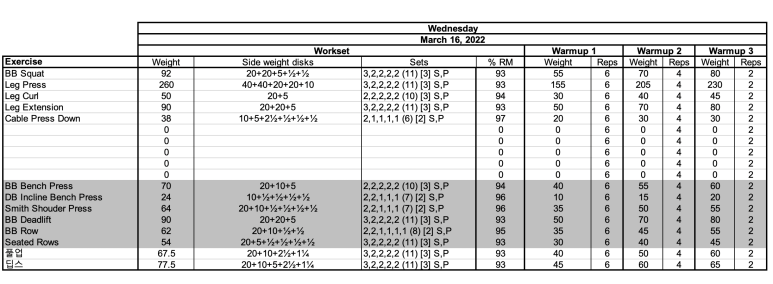 Wednesday
March 16, 2022
Workset Warmup 1 Warmup 2 Warmup 3
Exercise Weight Side weight disks Sets % RM Weight Reps Weight Reps Weight Reps
BB Squat 92 20+20+5+½+½ 3,2,2,2,2 (11) [3] S,P 93 55 6 70 4 80 2
Leg Press 260 40+40+20+20+10 3,2,2,2,2 (11) [3] S,P 93 155 6 205 4 230 2
Leg Curl 50 20+5 2,2,2,2,2 (10) [3] S,P 94 30 6 40 4 45 2
Leg Extension 90 20+20+5 3,2,2,2,2 (11) [3] S,P 93 50 6 70 4 80 2
Cable Press Down 38 10+5+2½+½+½+½ 2,1,1,1,1 (6) [2] S,P 97 20 6 30 4 30 2
0 0 0 6 0 4 0 2
0 0 0 6 0 4 0 2
0 0 0 6 0 4 0 2
0 0 0 6 0 4 0 2
0 0 0 6 0 4 0 2
BB Bench Press 70 20+10+5 2,2,2,2,2 (10) [3] S,P 94 40 6 55 4 60 2
DB Incline Bench Press 24 10+½+½+½+½ 2,2,1,1,1 (7) [2] S,P 96 10 6 15 4 20 2
Smith Shouder Press 64 20+10+½+½+½+½ 2,2,1,1,1 (7) [2] S,P 96 35 6 50 4 55 2
BB Deadlift 90 20+20+5 3,2,2,2,2 (11) [3] S,P 93 50 6 70 4 80 2
BB Row 62 20+10+½+½ 2,2,1,1,1,1 (8) [2] S,P 95 35 6 45 4 55 2
Seated Rows 54 20+5+½+½+½+½ 3,2,2,2,2 (11) [3] S,P 93 30 6 40 4 45 2
풀업 67.5 20+10+2½+1¼ 3,2,2,2,2 (11) [3] S,P 93 40 6 50 4 60 2
딥스 77.5 20+10+5+2½+1¼ 3,2,2,2,2 (11) [3] S,P 93 45 6 60 4 65 2